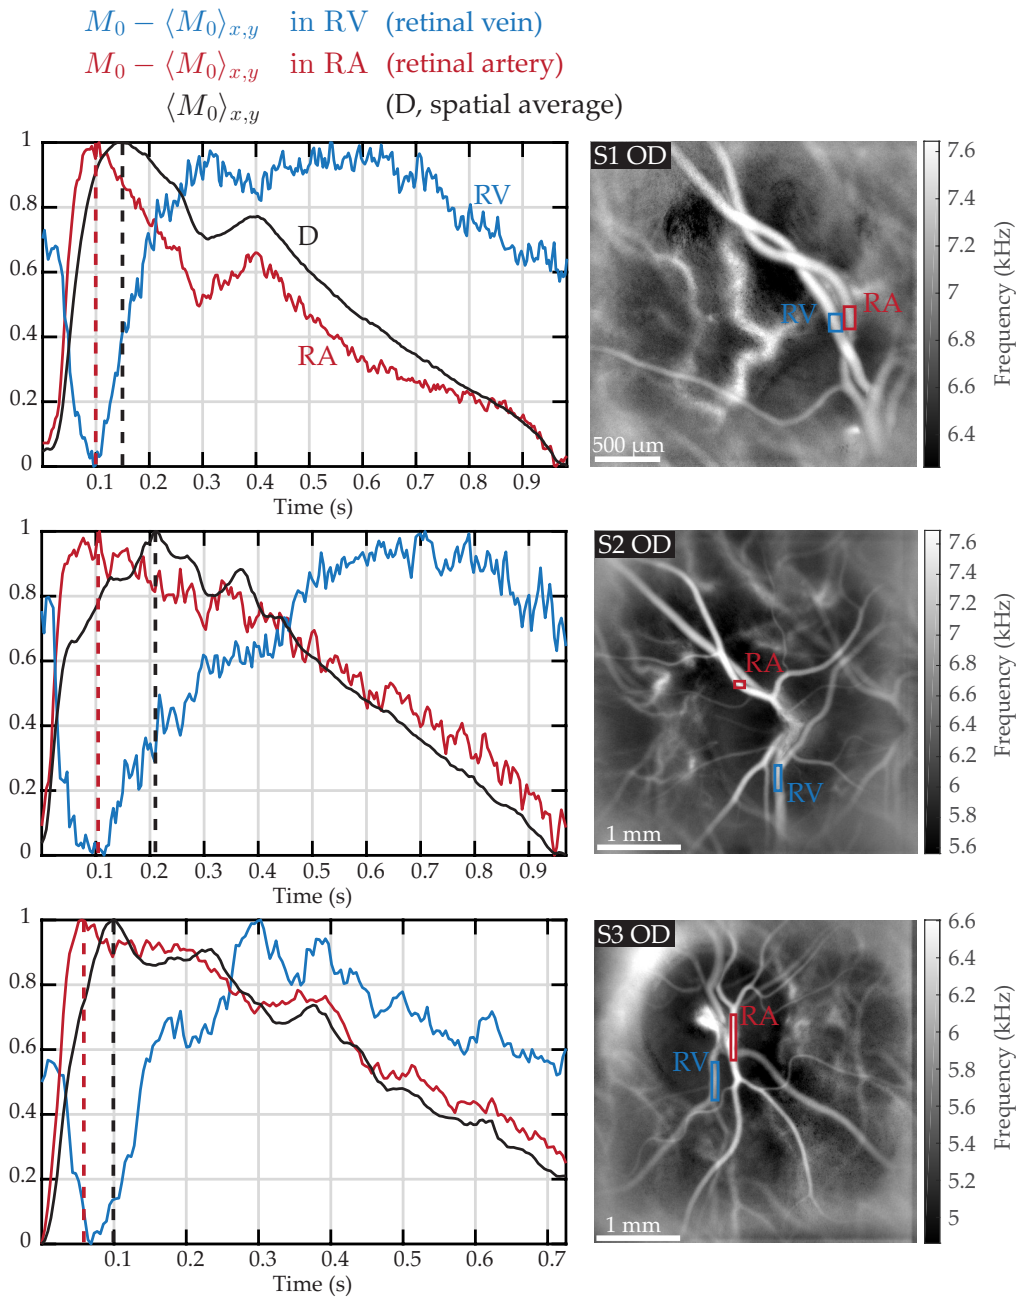 M₀ − ⟨M₀⟩x,y in RV (retinal vein)
M₀ − ⟨M₀⟩x,y in RA (retinal artery)
⟨M₀⟩x,y (D, spatial average)
1
0.8
0.6
0.4
0.2
0
RV
D
RA
0.1 0.2 0.3 0.4 0.5 0.6 0.7 0.8 0.9
Time (s)
S1 OD
RV
RA
500 µm
7.6
7.4
7.2
7
6.8
6.6
6.4
Frequency (kHz)
1
0.8
0.6
0.4
0.2
0
0.1 0.2 0.3 0.4 0.5 0.6 0.7 0.8 0.9
Time (s)
S2 OD
RA
RV
1 mm
7.6
7.4
7.2
7
6.8
6.6
6.4
6.2
6
5.8
5.6
Frequency (kHz)
1
0.8
0.6
0.4
0.2
0
0.1 0.2 0.3 0.4 0.5 0.6 0.7
Time (s)
S3 OD
RA
RV
1 mm
6.6
6.4
6.2
6
5.8
5.6
5.4
5.2
5
Frequency (kHz)